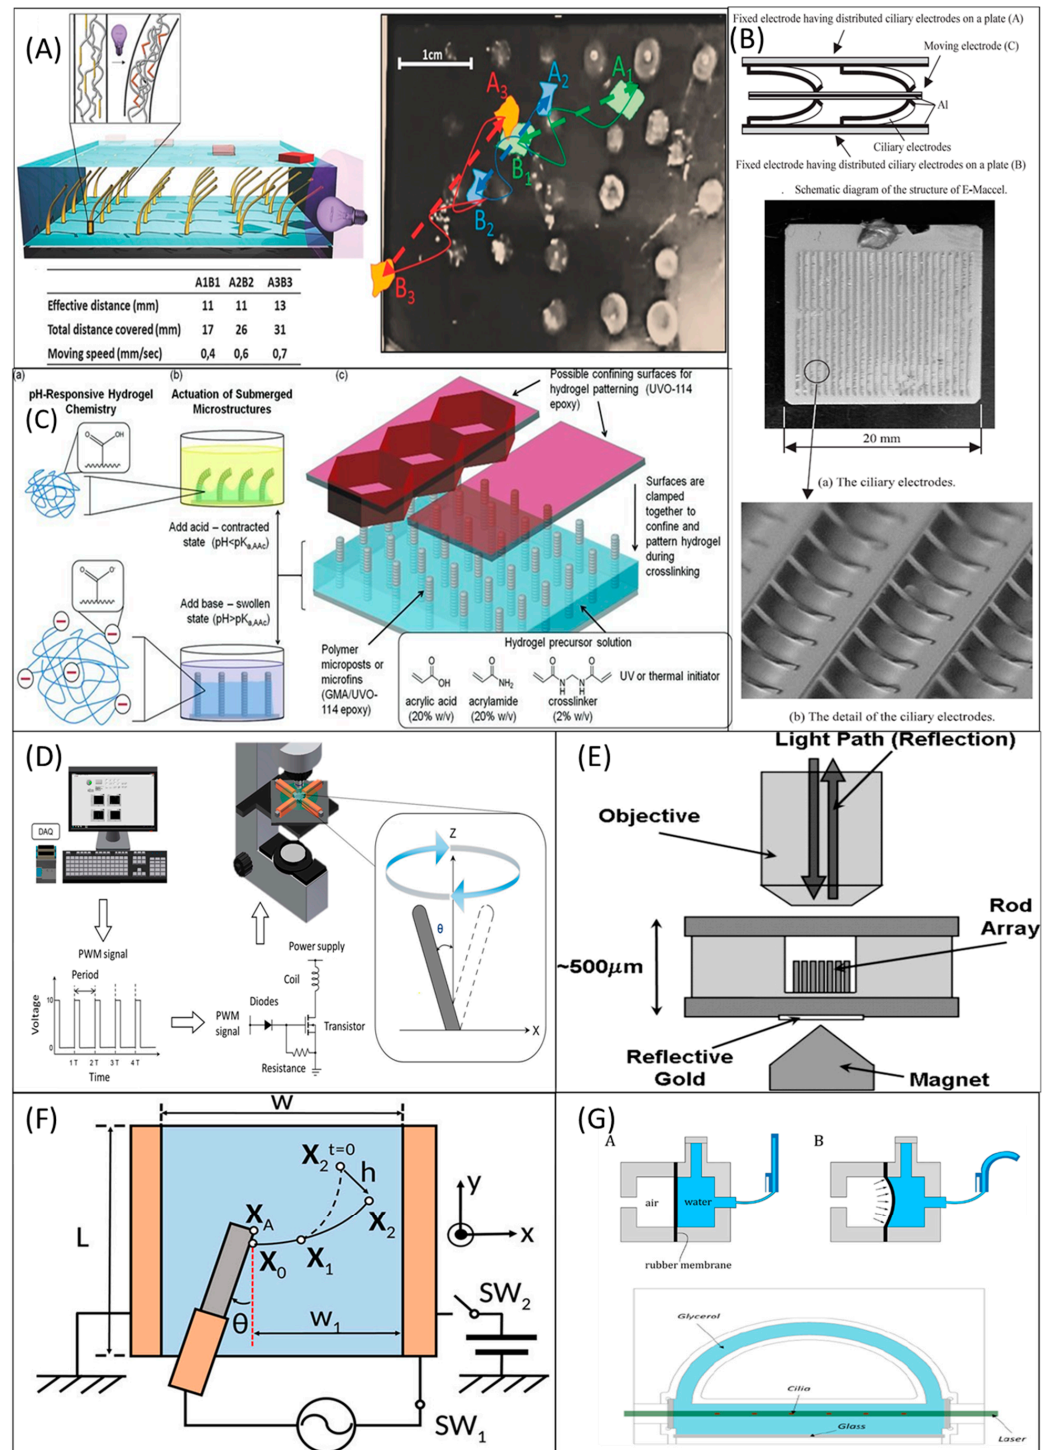 (A)
1cm
A3
A2
A1
B1
B2
B3
A1B1 A2B2 A3B3
Effective distance (mm) 11 11 13
Total distance covered (mm) 17 26 31
Moving speed (mm/sec) 0,4 0,6 0,7
(B)
Fixed electrode having distributed ciliary electrodes on a plate (A)
Moving electrode (C)
Al
Ciliary electrodes
Fixed electrode having distributed ciliary electrodes on a plate (B)
. Schematic diagram of the structure of E-Maccel.
20 mm
(a) The ciliary electrodes.
(b) The detail of the ciliary electrodes.
(C)
(a)
pH-Responsive Hydrogel
Chemistry
O
OH
O
O-
(b)
Actuation of Submerged
Microstructures
Add acid – contracted
state (pH<pKa,AAc)
Add base – swollen
state (pH>pKa,AAc)
(c)
Possible confining surfaces for
hydrogel patterning (UVO-114
epoxy)
Surfaces are
clamped
together to
confine and
pattern hydrogel
during
crosslinking
Polymer
microposts or
microfins
(GMA/UVO-
114 epoxy)
Hydrogel precursor solution
O
OH
O
NH2
O
N
H
N
H
O
UV or thermal initiator
acrylic acid acrylamide crosslinker
(20% w/v) (20% w/v) (2% w/v)
(D)
DAQ
PWM signal
Period
Voltage
10
0
1 T 2 T 3 T 4 T
Time
Power supply
Coil
Diodes
PWM
signal
Transistor
Resistance
Z
θ
X
(E)
Light Path (Reflection)
Objective
Rod
Array
~500μm
Reflective
Gold
Magnet
(F)
w
L
X2 t=0
h
X2
XA
X0
X1
θ
w1
y
x
SW2
SW1
(G)
A
air
water
rubber membrane
B
Glycerol
Cilia
Glass
Laser